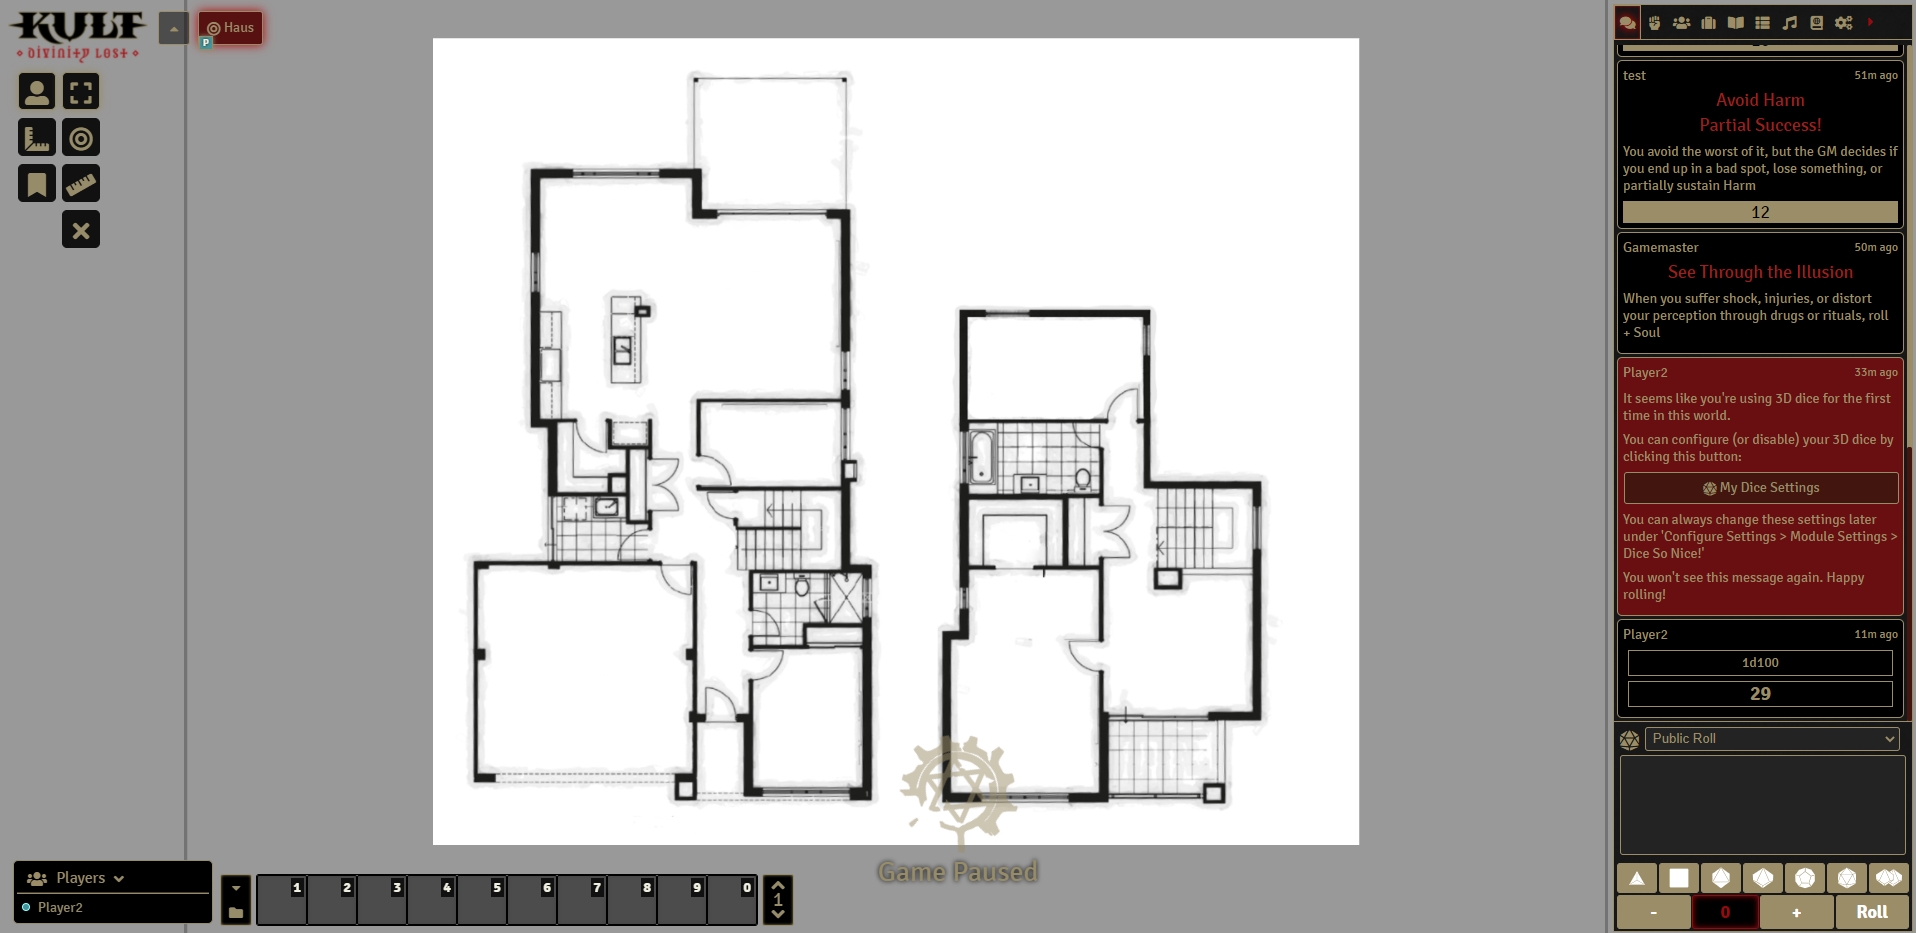 KULT
DIVINITY LOST
Haus
P
test 51m ago
Avoid Harm
Partial Success!
You avoid the worst of it, but the GM decides if
you end up in a bad spot, lose something, or
partially sustain Harm
12
Gamemaster 50m ago
See Through the Illusion
When you suffer shock, injuries, or distort
your perception through drugs or rituals, roll
+ Soul
Player2 33m ago
It seems like you're using 3D dice for the first
time in this world.
You can configure (or disable) your 3D dice by
clicking this button:
My Dice Settings
You can always change these settings later
under 'Configure Settings > Module Settings >
Dice So Nice!'
You won't see this message again. Happy
rolling!
Player2 11m ago
1d100
29
Public Roll
- 0 + Roll
Game Paused
Players
Player2
1 2 3 4 5 6 7 8 9 0
1